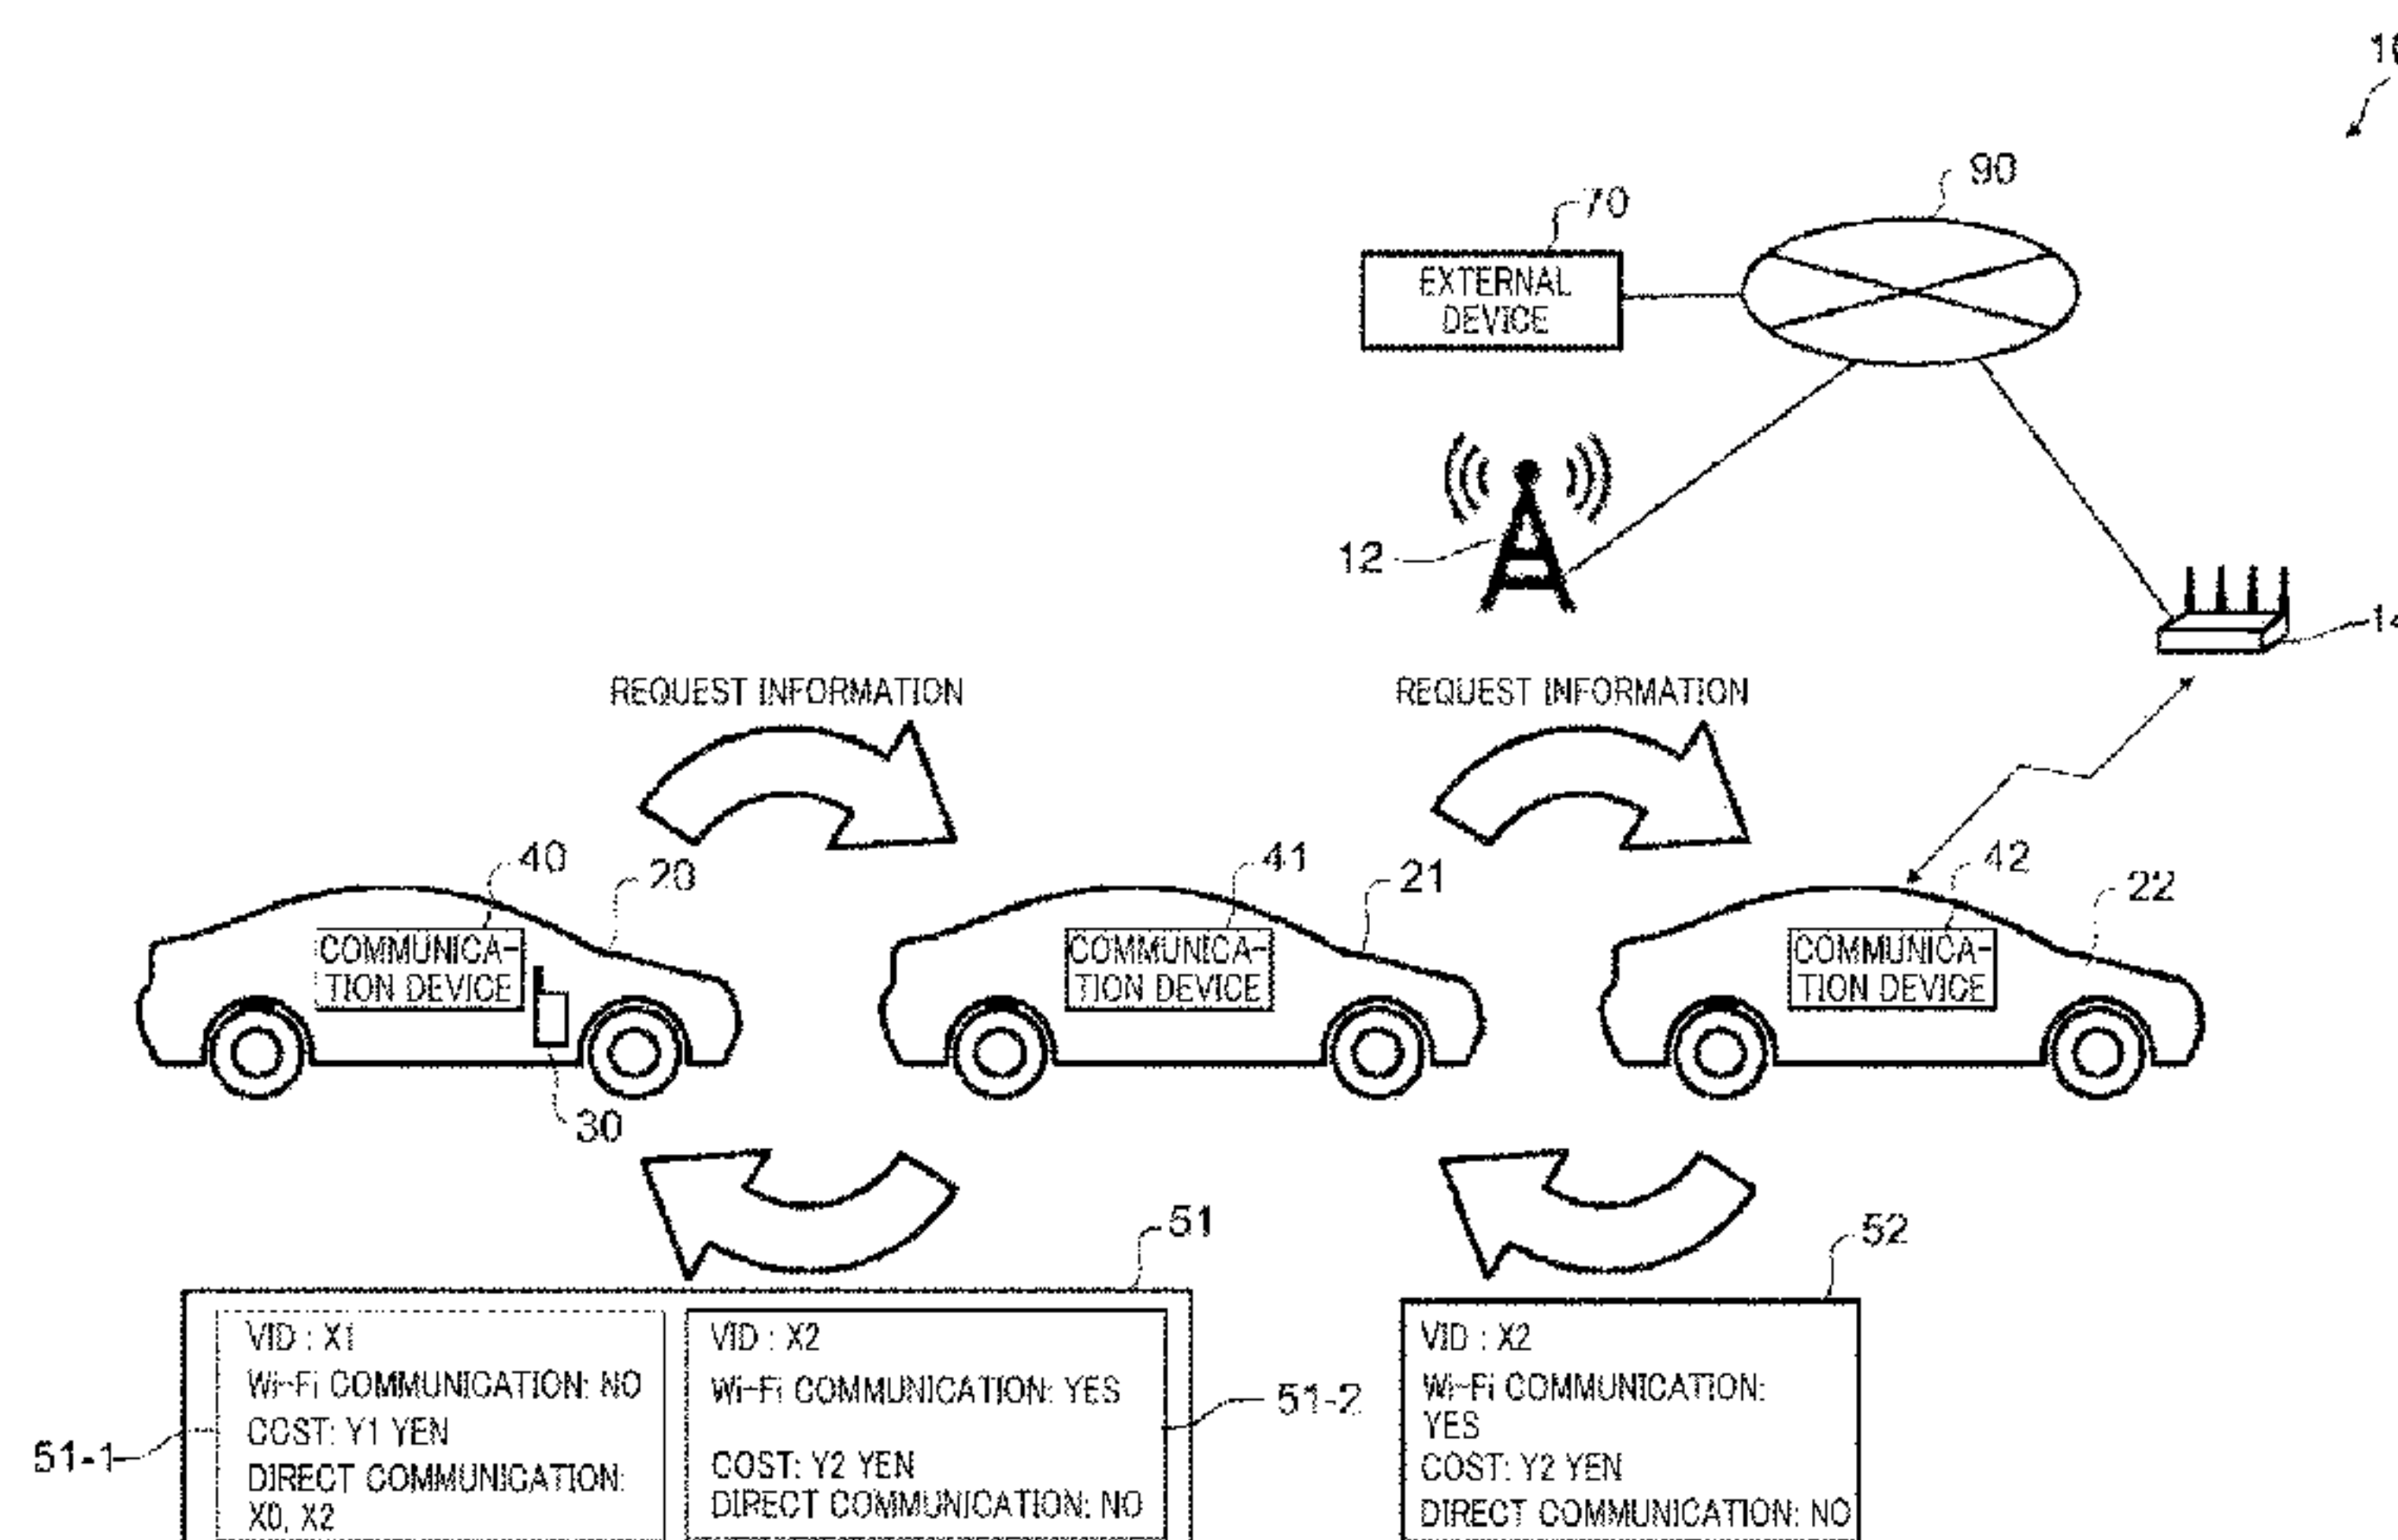 90
70
EXTERNAL
DEVICE
12
REQUEST INFORMATION
REQUEST INFORMATION
40
20
41
21
42
22
COMMUNICA-
TION DEVICE
COMMUNICA-
TION DEVICE
COMMUNICA-
TION DEVICE
30
51
52
VID : X1
Wi-Fi COMMUNICATION: NO
COST: Y1 YEN
DIRECT COMMUNICATION:
X0, X2
51-1
VID : X2
Wi-Fi COMMUNICATION: YES
COST: Y2 YEN
DIRECT COMMUNICATION: NO
51-2
VID : X2
Wi-Fi COMMUNICATION:
YES
COST: Y2 YEN
DIRECT COMMUNICATION: NO